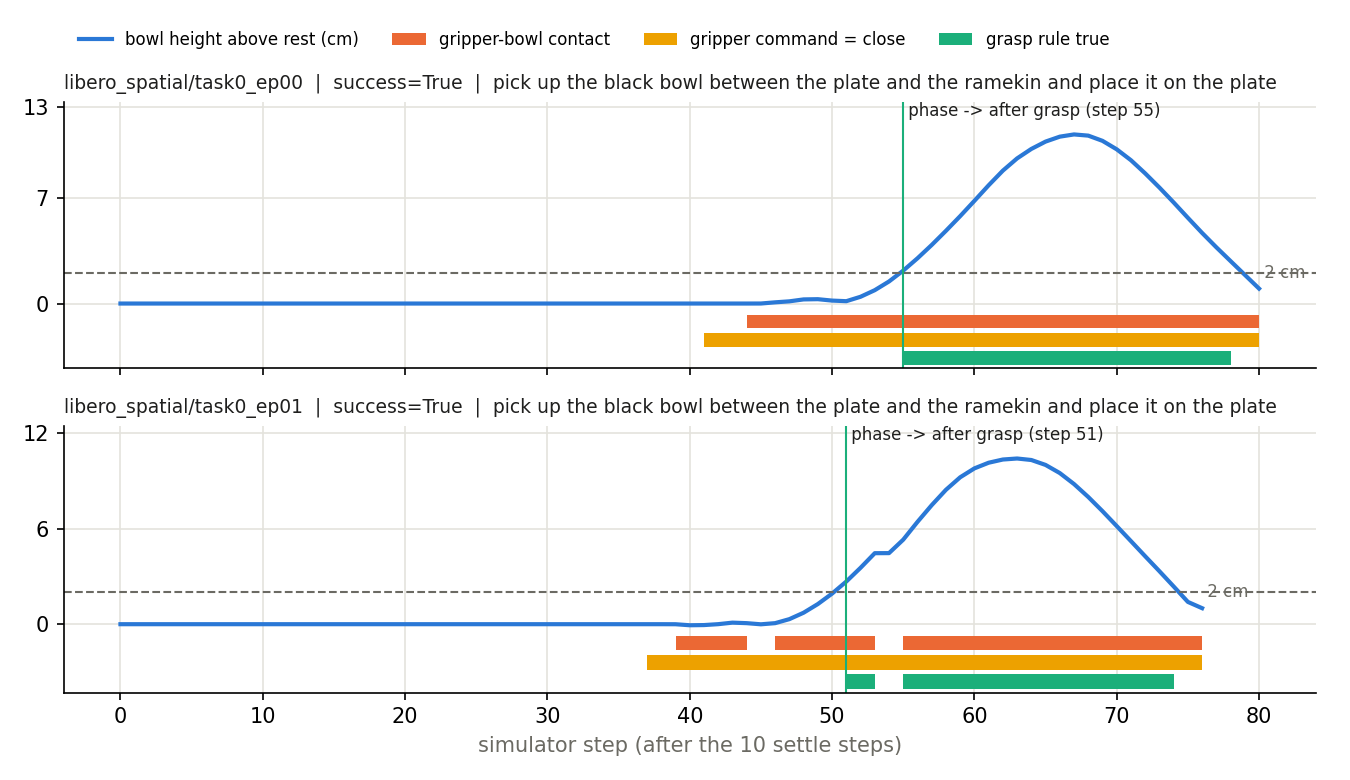 bowl height above rest (cm) gripper-bowl contact gripper command = close grasp rule true
libero_spatial/task0_ep00 | success=True | pick up the black bowl between the plate and the ramekin and place it on the plate
13
phase -> after grasp (step 55)
7
2 cm
0
libero_spatial/task0_ep01 | success=True | pick up the black bowl between the plate and the ramekin and place it on the plate
12
phase -> after grasp (step 51)
6
2 cm
0
0 10 20 30 40 50 60 70 80
simulator step (after the 10 settle steps)